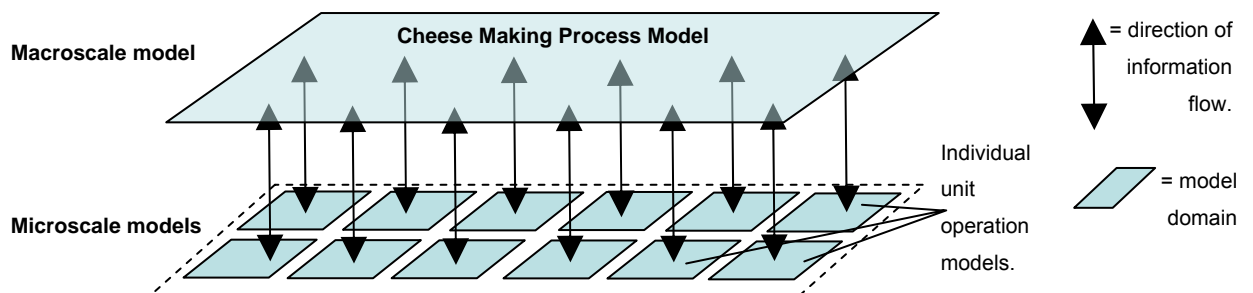 Cheese Making Process Model
Macroscale model
= direction of
information
flow.
Individual
unit
operation
models.
Microscale models
= model
domain